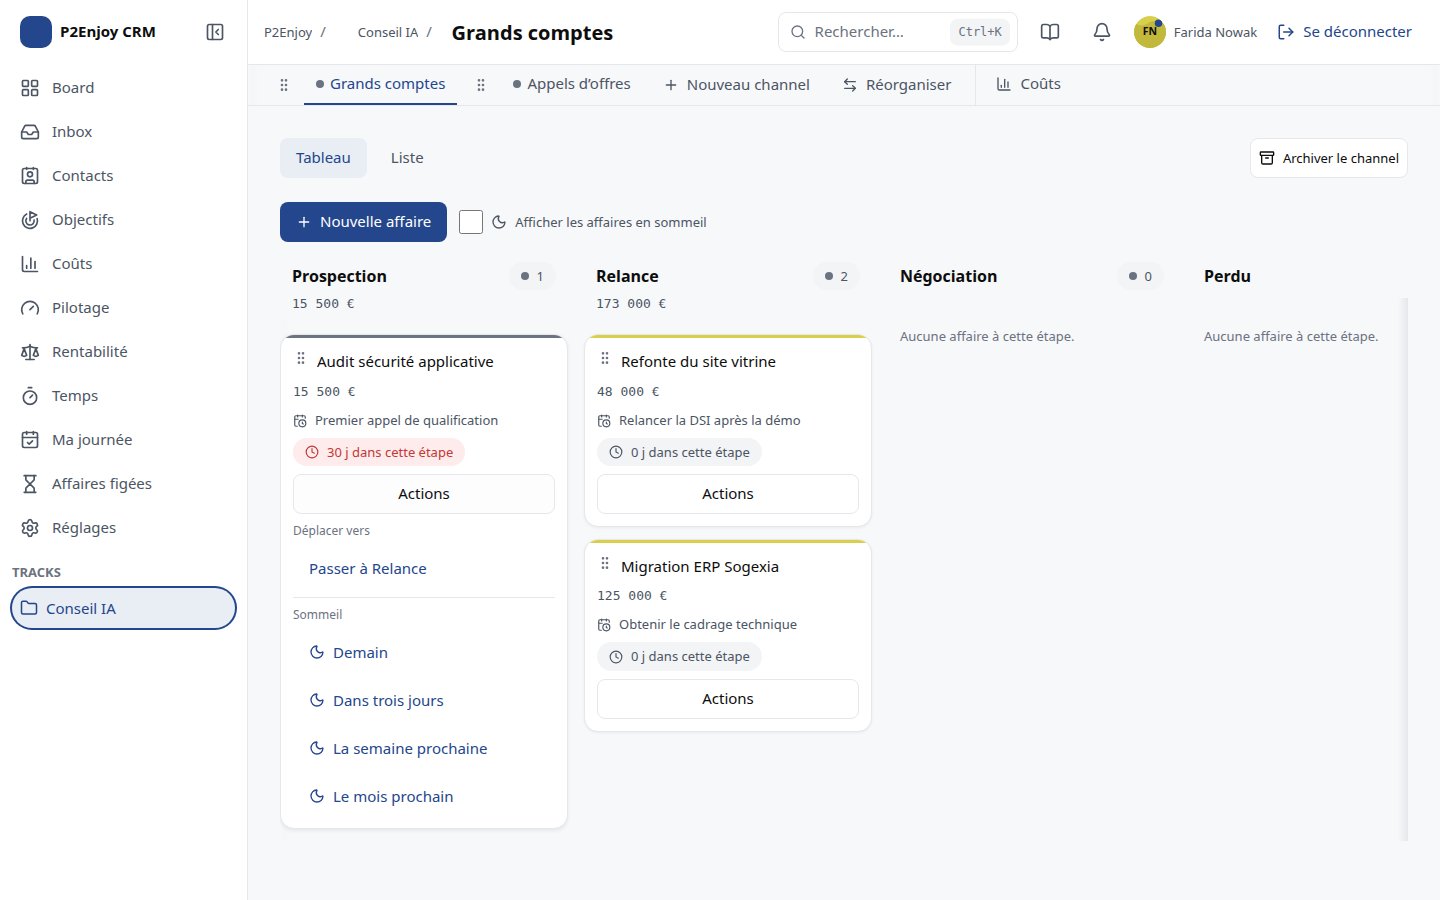 P2Enjoy CRM
Board
Inbox
Contacts
Objectifs
Coûts
Pilotage
Rentabilité
Temps
Ma journée
Affaires figées
Réglages
TRACKS
Conseil IA
P2Enjoy / Conseil IA / Grands comptes
Rechercher... Ctrl+K
FN Farida Nowak
Se déconnecter
Grands comptes
Appels d’offres
Nouveau channel
Réorganiser
Coûts
Tableau
Liste
Archiver le channel
Nouvelle affaire
Afficher les affaires en sommeil
Prospection 1
15 500 €
Audit sécurité applicative
15 500 €
Premier appel de qualification
30 j dans cette étape
Actions
Déplacer vers
Passer à Relance
Sommeil
Demain
Dans trois jours
La semaine prochaine
Le mois prochain
Relance 2
173 000 €
Refonte du site vitrine
48 000 €
Relancer la DSI après la démo
0 j dans cette étape
Actions
Migration ERP Sogexia
125 000 €
Obtenir le cadrage technique
0 j dans cette étape
Actions
Négociation 0
Aucune affaire à cette étape.
Perdu
Aucune affaire à cette étape.